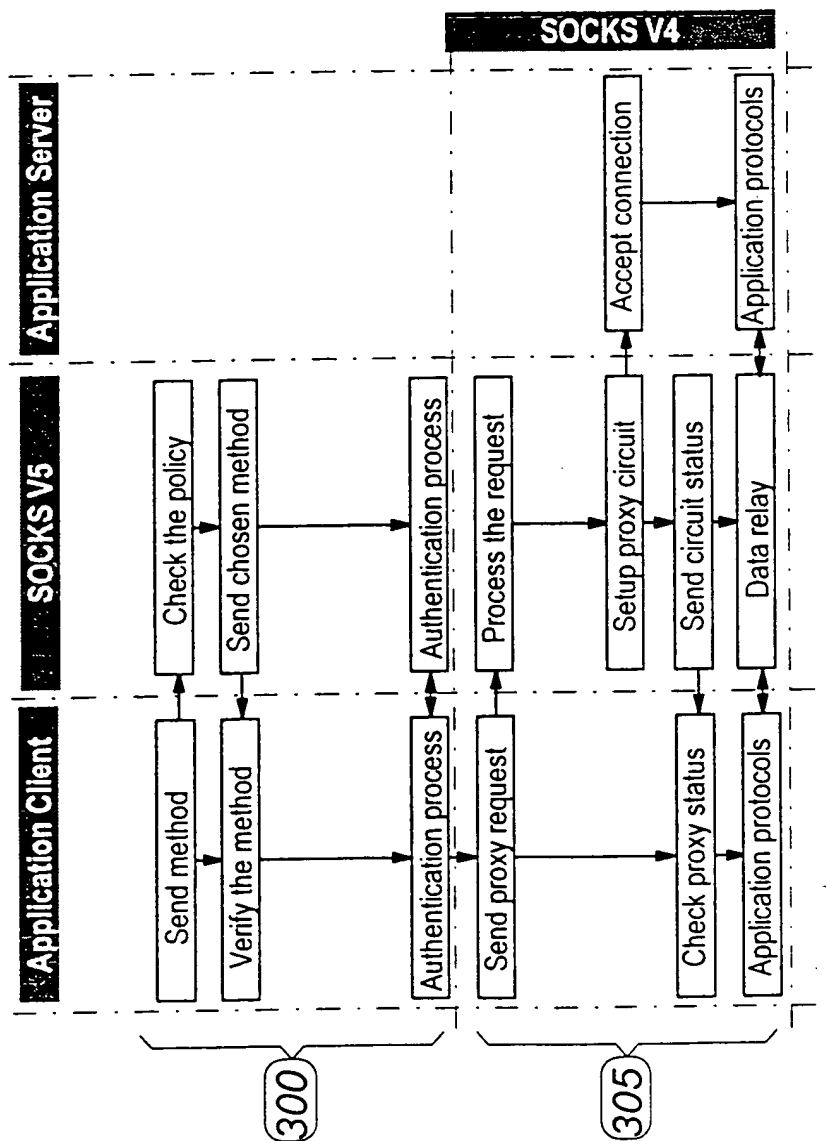 Application Client
SOCKS V5
Application Server
Send method
Check the policy
Verify the method
Send chosen method
Authentication process
Authentication process
300
SOCKS V4
Send proxy request
Process the request
Setup proxy circuit
Accept connection
Check proxy status
Send circuit status
Application protocols
Data relay
Application protocols
305